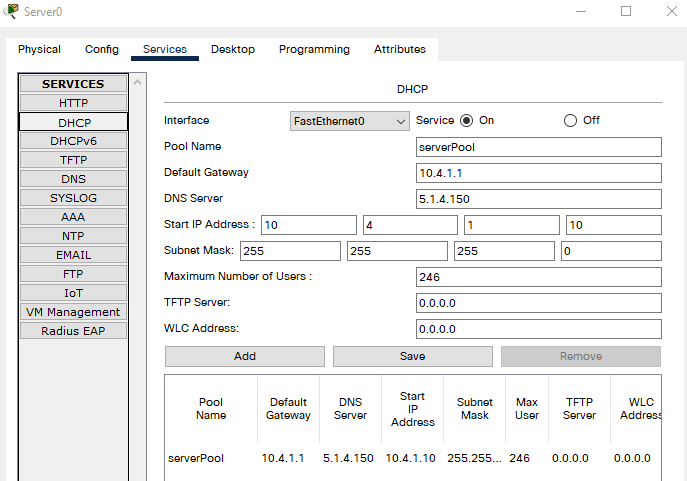 Server0
Physical Config Services Desktop Programming Attributes
SERVICES
HTTP
DHCP
DHCPv6
TFTP
DNS
SYSLOG
AAA
NTP
EMAIL
FTP
IoT
VM Management
Radius EAP
DHCP
Interface FastEthernet0 Service On Off
Pool Name serverPool
Default Gateway 10.4.1.1
DNS Server 5.1.4.150
Start IP Address : 10 4 1 10
Subnet Mask: 255 255 255 0
Maximum Number of Users : 246
TFTP Server: 0.0.0.0
WLC Address: 0.0.0.0
Add Save Remove
Pool Name Default Gateway DNS Server Start IP Address Subnet Mask Max User TFTP Server WLC Address
serverPool 10.4.1.1 5.1.4.150 10.4.1.10 255.255... 246 0.0.0.0 0.0.0.0